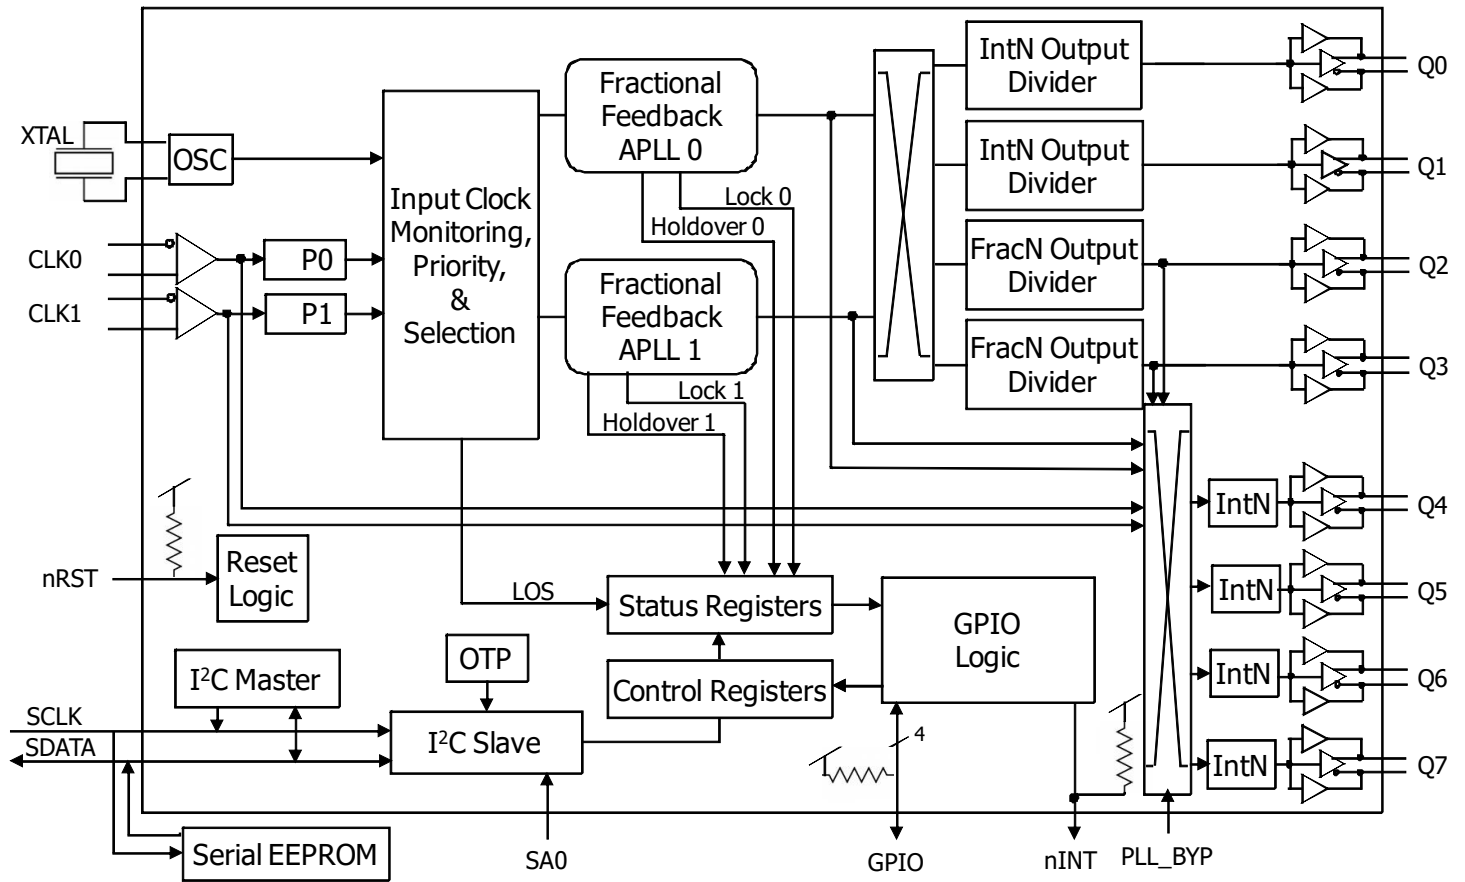 XTAL
OSC
CLK0
CLK1
P0
P1
Input Clock
Monitoring,
Priority,
&
Selection
Fractional
Feedback
APLL 0
Lock 0
Holdover 0
Fractional
Feedback
APLL 1
Lock 1
Holdover 1
IntN Output
Divider
IntN Output
Divider
FracN Output
Divider
FracN Output
Divider
Q0
Q1
Q2
Q3
IntN
Q4
IntN
Q5
IntN
Q6
IntN
Q7
nRST
Reset
Logic
LOS
Status Registers
GPIO
Logic
OTP
Control Registers
I²C Master
SCLK
SDATA
I²C Slave
4
Serial EEPROM
SA0
GPIO
nINT
PLL_BYP